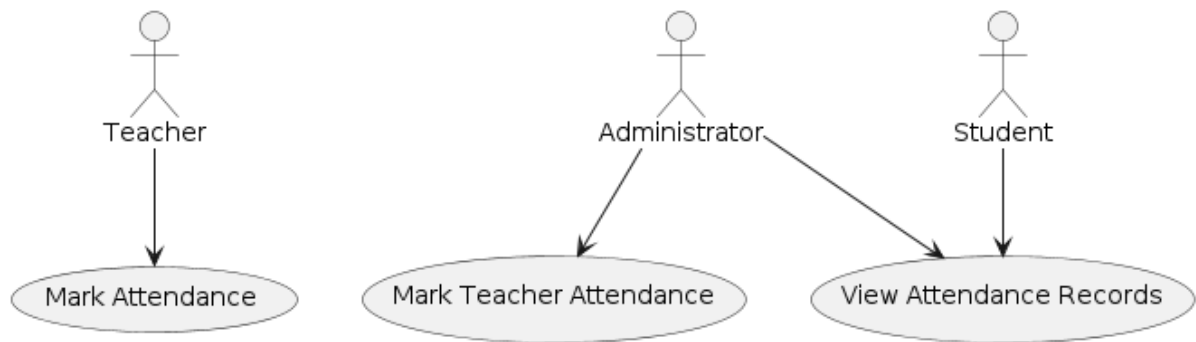 Teacher
Administrator
Student
Mark Attendance
Mark Teacher Attendance
View Attendance Records